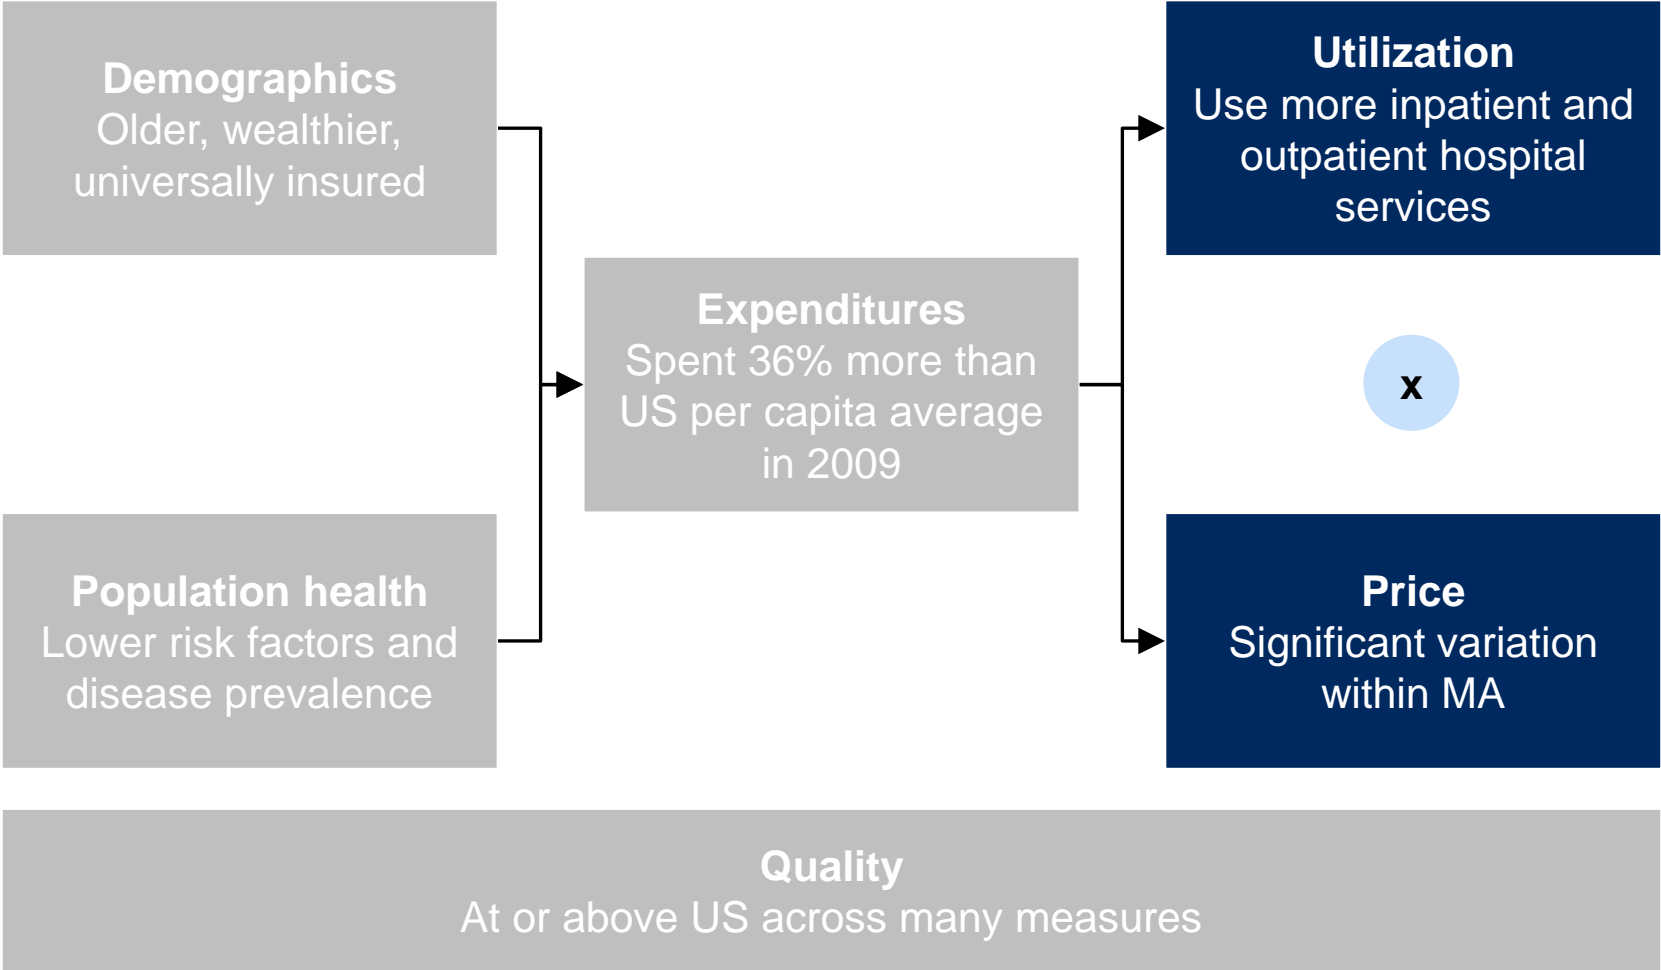 Demographics
Older, wealthier,
universally insured
Population health
Lower risk factors and
disease prevalence
Expenditures
Spent 36% more than
US per capita average
in 2009
Utilization
Use more inpatient and
outpatient hospital
services
x
Price
Significant variation
within MA
Quality
At or above US across many measures